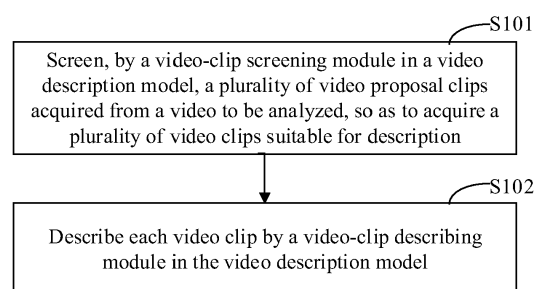 S101
Screen, by a video-clip screening module in a video
description model, a plurality of video proposal clips
acquired from a video to be analyzed, so as to acquire a
plurality of video clips suitable for description
S102
Describe each video clip by a video-clip describing
module in the video description model